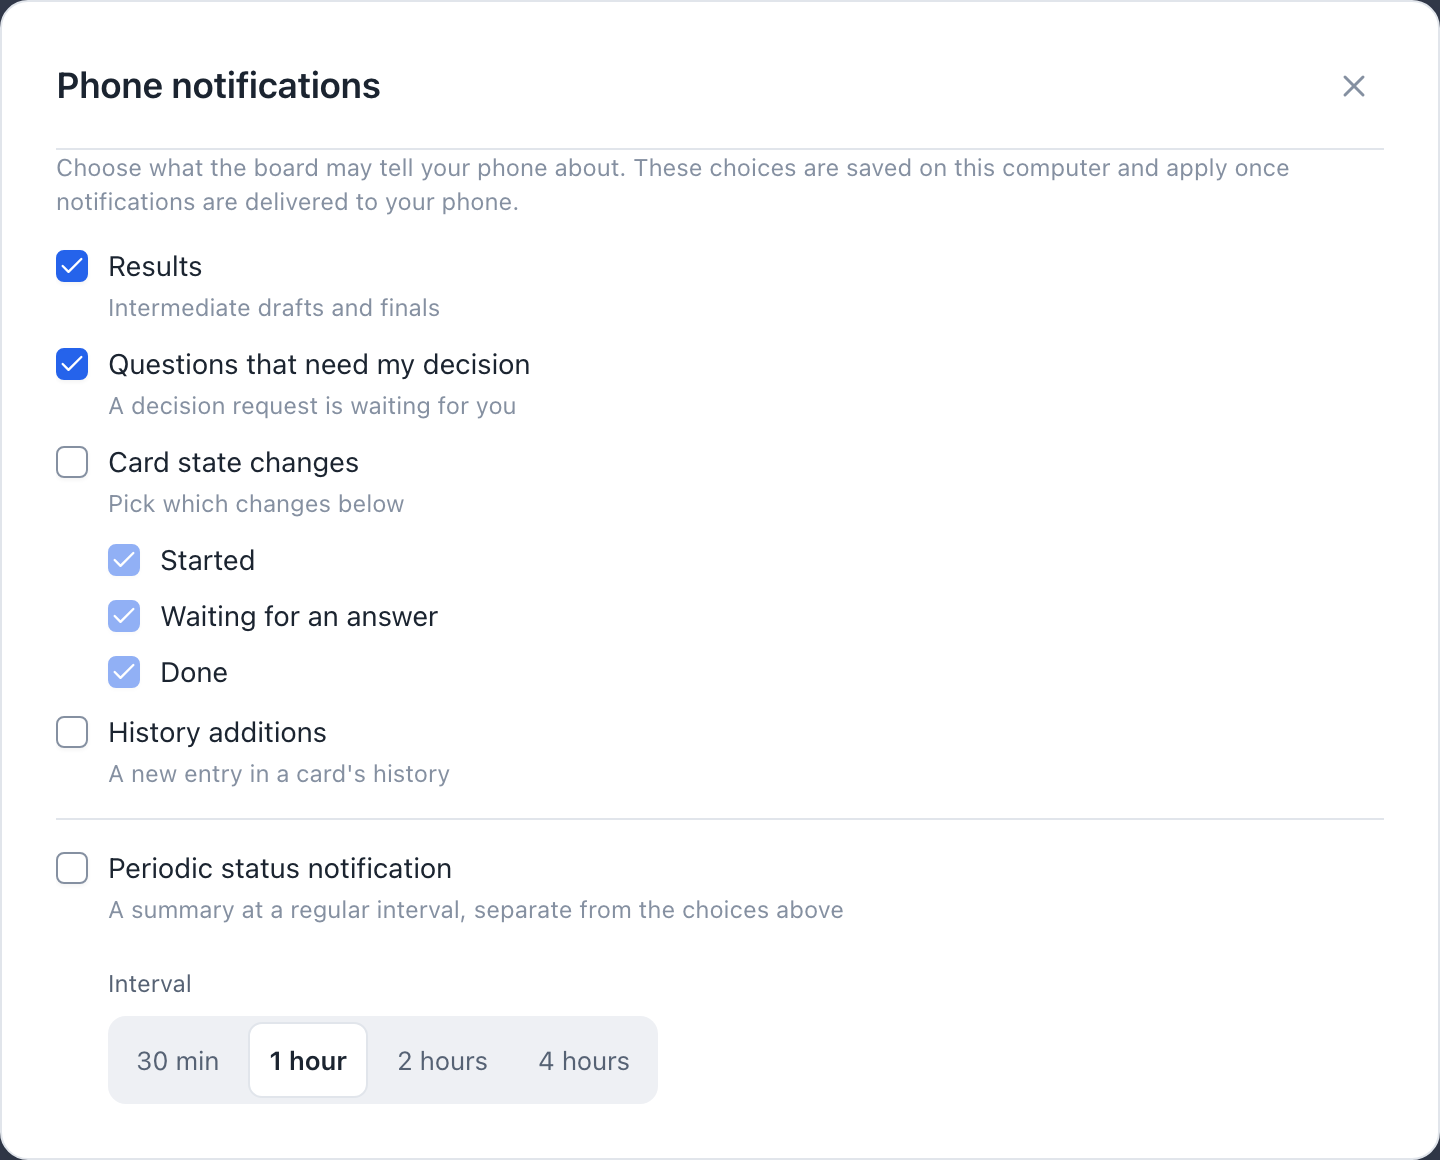 Phone notifications
Choose what the board may tell your phone about. These choices are saved on this computer and apply once
notifications are delivered to your phone.
Results
Intermediate drafts and finals
Questions that need my decision
A decision request is waiting for you
Card state changes
Pick which changes below
Started
Waiting for an answer
Done
History additions
A new entry in a card's history
Periodic status notification
A summary at a regular interval, separate from the choices above
Interval
30 min 1 hour 2 hours 4 hours